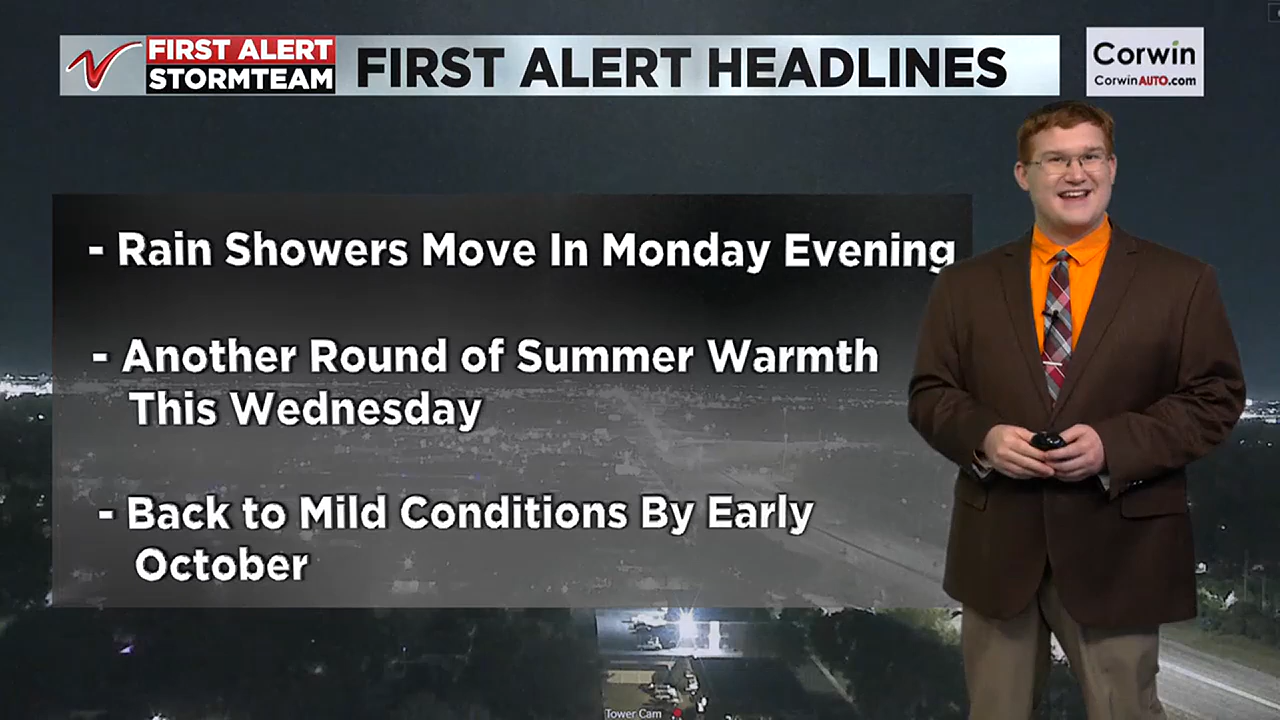 FIRST ALERT
STORMTEAM
FIRST ALERT HEADLINES
Corwin
CorwinAUTO.com
- Rain Showers Move In Monday Evening
- Another Round of Summer Warmth
This Wednesday
- Back to Mild Conditions By Early
October
Tower Cam